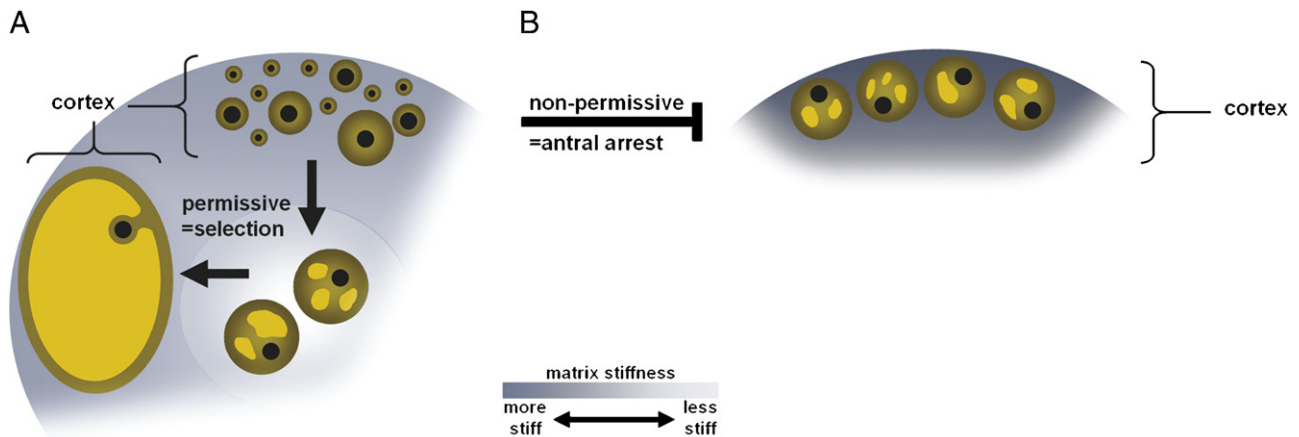 A
cortex
permissive
=selection
B
non-permissive
=antral arrest
cortex
matrix stiffness
more
stiff
less
stiff